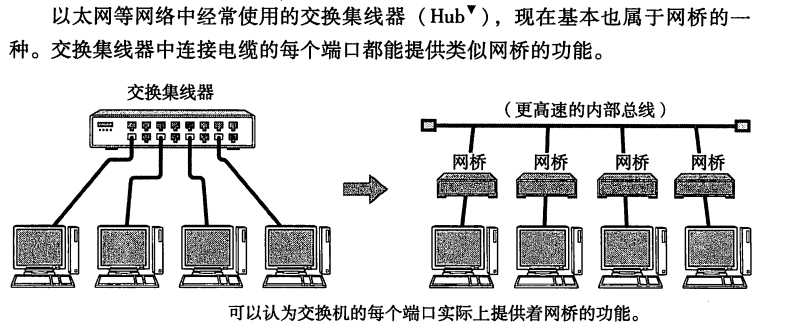 以太网等网络中经常使用的交换集线器（Hub▼），现在基本也属于网桥的一
种。交换集线器中连接电缆的每个端口都能提供类似网桥的功能。
交换集线器
（更高速的内部总线）
网桥 网桥 网桥 网桥
可以认为交换机的每个端口实际上提供着网桥的功能。